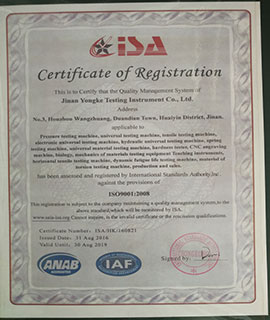 iSA
Certificate of Registration
This is to Certify that the Quality Management System of
Jinan Yongke Testing Instrument Co., Ltd.
Address
No.3, Houzhou Wangzhuang, Duandian Town, Huaiyin District, Jinan.
applicable to
Pressure testing machine, universal testing machine, tensile testing machine,
electronic universal testing machine, hydraulic universal testing machine, spring
testing machine, universal material testing machine, hardness tester, CNC engraving
machine, biology, mechanics of materials testing equipment Teaching instruments,
horizontal tensile testing machine, dynamic fatigue life testing machine, material of
torsion testing machine, production and sales.
has been assessed and registered by International Standards Authority,Inc.
against the provisions of
ISO9001:2008
This registration is subject to the company maintaining a quality management system, to the
above standard, which will be monitored by ISA.
Certificate Number: ISA-HK-160821
Issued Date: 31 Aug 2016
Valid Until: 30 Aug 2019
Signed by:
ANAB
IAF